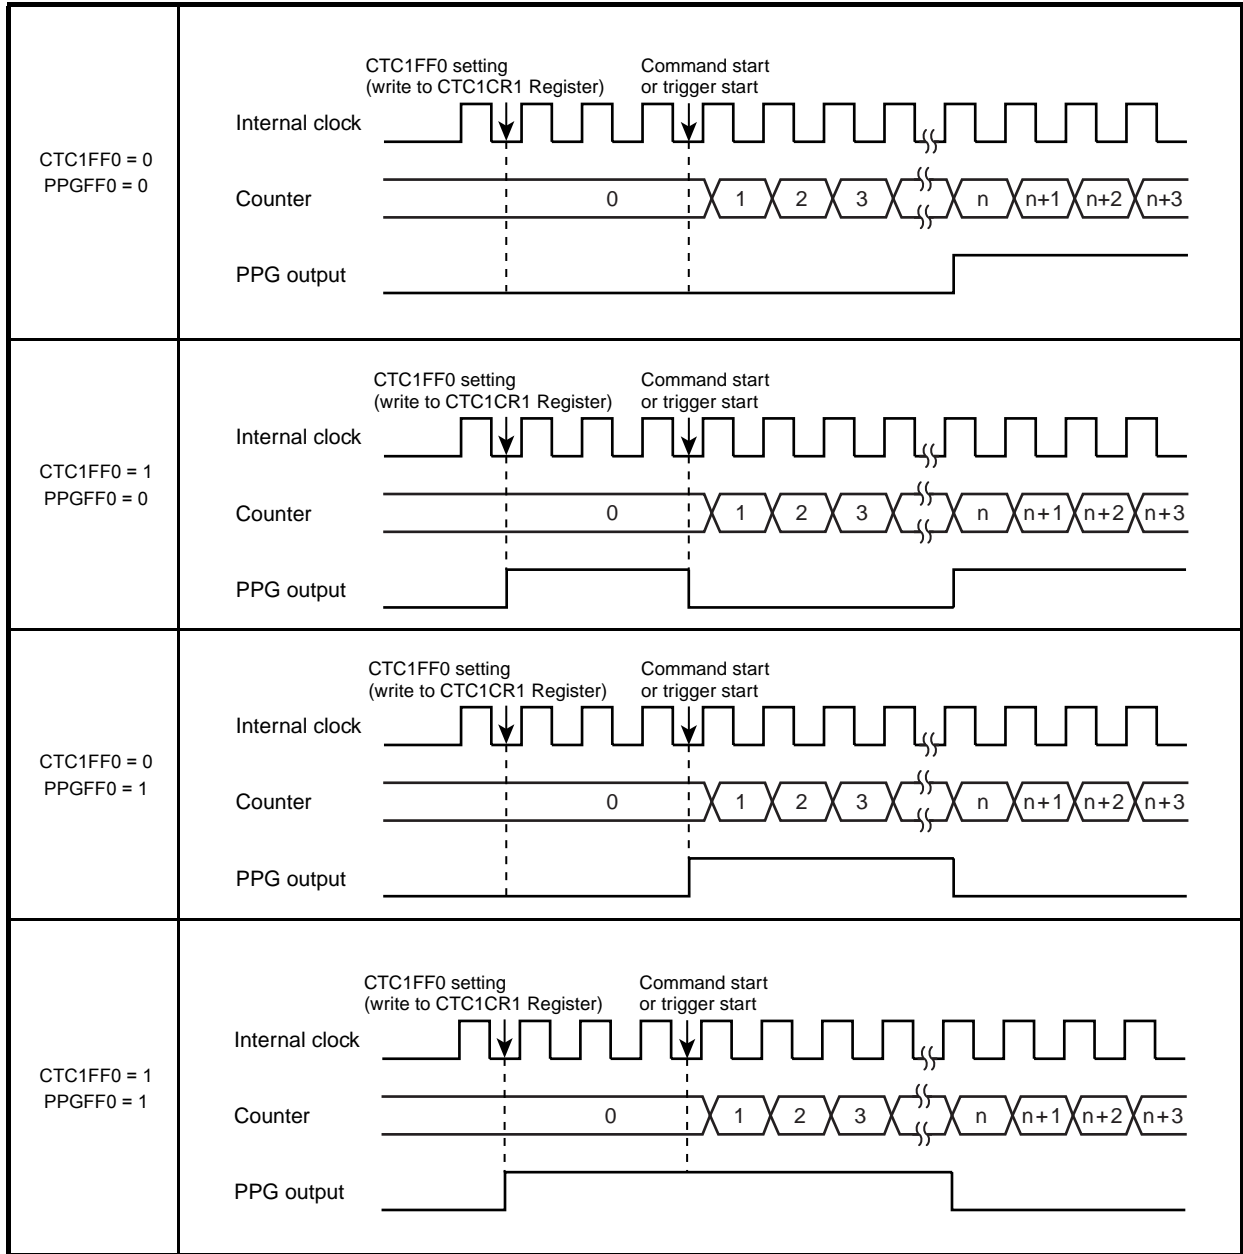 CTC1FF0 = 0
PPGFF0 = 0
CTC1FF0 setting
(write to CTC1CR1 Register)
Command start
or trigger start
Internal clock
Counter
0
1
2
3
n
n+1
n+2
n+3
PPG output
CTC1FF0 = 1
PPGFF0 = 0
CTC1FF0 setting
(write to CTC1CR1 Register)
Command start
or trigger start
Internal clock
Counter
0
1
2
3
n
n+1
n+2
n+3
PPG output
CTC1FF0 = 0
PPGFF0 = 1
CTC1FF0 setting
(write to CTC1CR1 Register)
Command start
or trigger start
Internal clock
Counter
0
1
2
3
n
n+1
n+2
n+3
PPG output
CTC1FF0 = 1
PPGFF0 = 1
CTC1FF0 setting
(write to CTC1CR1 Register)
Command start
or trigger start
Internal clock
Counter
0
1
2
3
n
n+1
n+2
n+3
PPG output